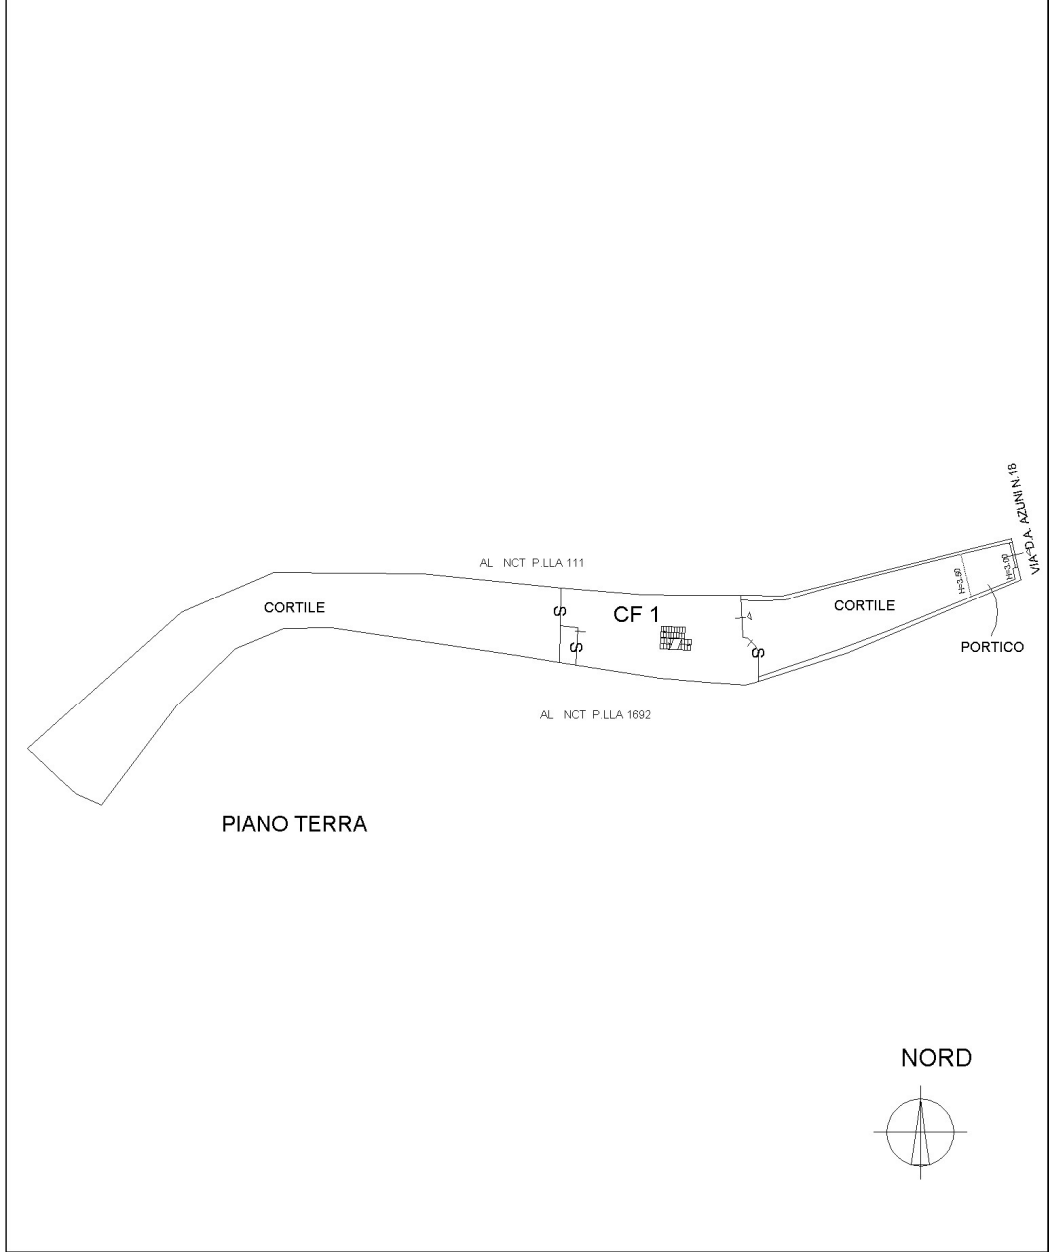 VIA D.A. AZUNI N.18
AL NCT P.LLA 111
H=3.00
H=3.50
CORTILE
CF 1
CORTILE
S
S
S
PORTICO
AL NCT P.LLA 1692
PIANO TERRA
NORD